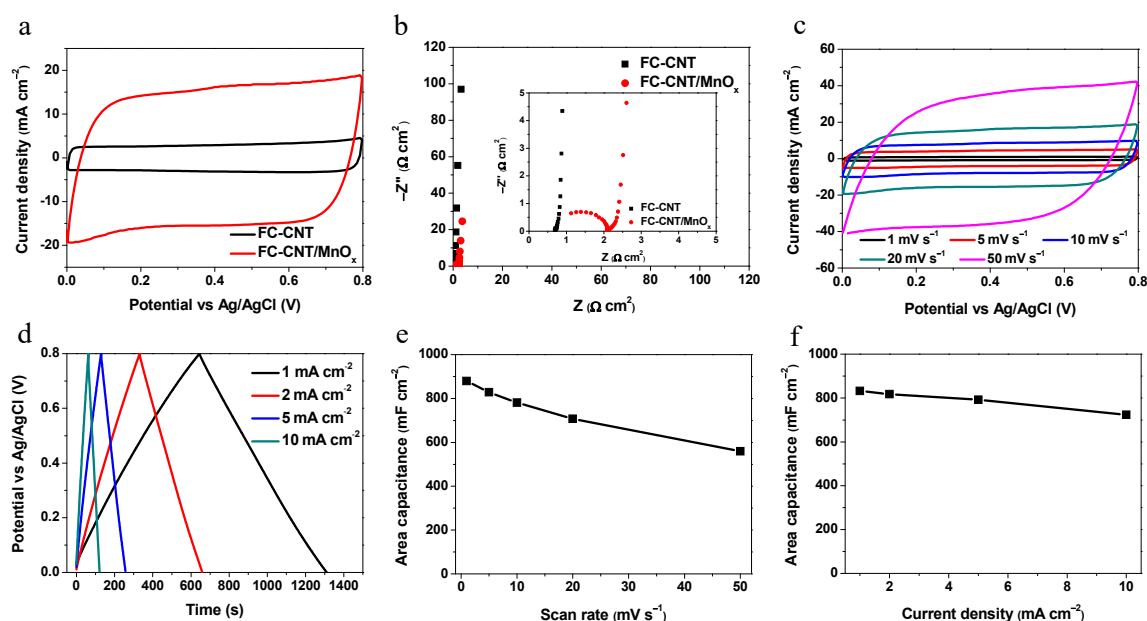 a
Current density (mA cm⁻²)
20
10
0
-10
-20
0.0
0.2
0.4
0.6
0.8
FC-CNT
FC-CNT/MnOₓ
Potential vs Ag/AgCl (V)
b
−Z'' (Ω cm²)
120
100
80
60
40
20
0
0
20
40
60
80
100
120
FC-CNT
FC-CNT/MnOₓ
−Z'' (Ω cm²)
5
4
3
2
1
0
0
1
2
3
4
5
FC-CNT
FC-CNT/MnOₓ
Z (Ω cm²)
Z (Ω cm²)
c
Current density (mA cm⁻²)
60
40
20
0
-20
-40
-60
0.0
0.2
0.4
0.6
0.8
1 mV s⁻¹
5 mV s⁻¹
10 mV s⁻¹
20 mV s⁻¹
50 mV s⁻¹
Potential vs Ag/AgCl (V)
d
Potential vs Ag/AgCl (V)
0.8
0.6
0.4
0.2
0.0
0
200
400
600
800
1000
1200
1400
1 mA cm⁻²
2 mA cm⁻²
5 mA cm⁻²
10 mA cm⁻²
Time (s)
e
Area capacitance (mF cm⁻²)
1000
800
600
400
200
0
0
10
20
30
40
50
Scan rate (mV s⁻¹)
f
Area capacitance (mF cm⁻²)
1000
800
600
400
200
0
0
2
4
6
8
10
Current density (mA cm⁻²)